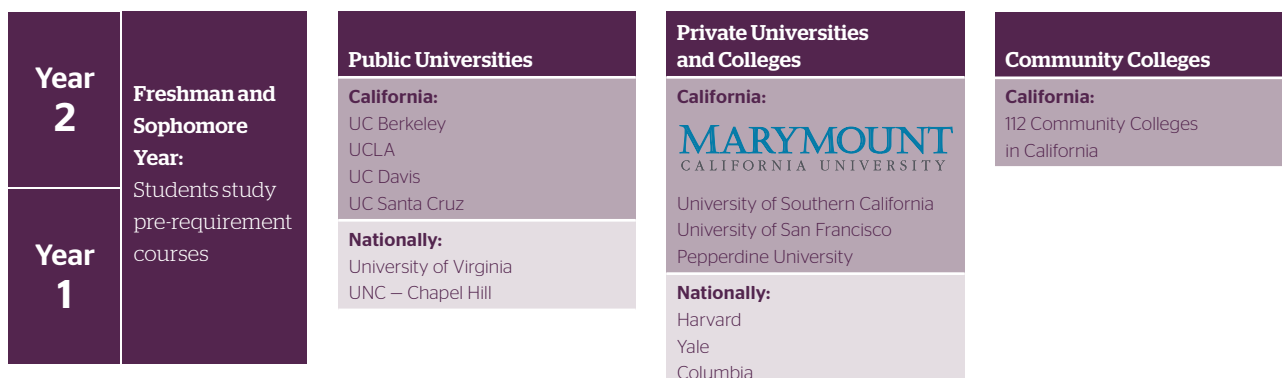 Year
2
Year
1
Freshman and
Sophomore
Year:
Students study
pre-requirement
courses
Public Universities
California:
UC Berkeley
UCLA
UC Davis
UC Santa Cruz
Nationally:
University of Virginia
UNC — Chapel Hill
Private Universities
and Colleges
California:
MARYMOUNT
CALIFORNIA UNIVERSITY
University of Southern California
University of San Francisco
Pepperdine University
Nationally:
Harvard
Yale
Columbia
Community Colleges
California:
112 Community Colleges
in California